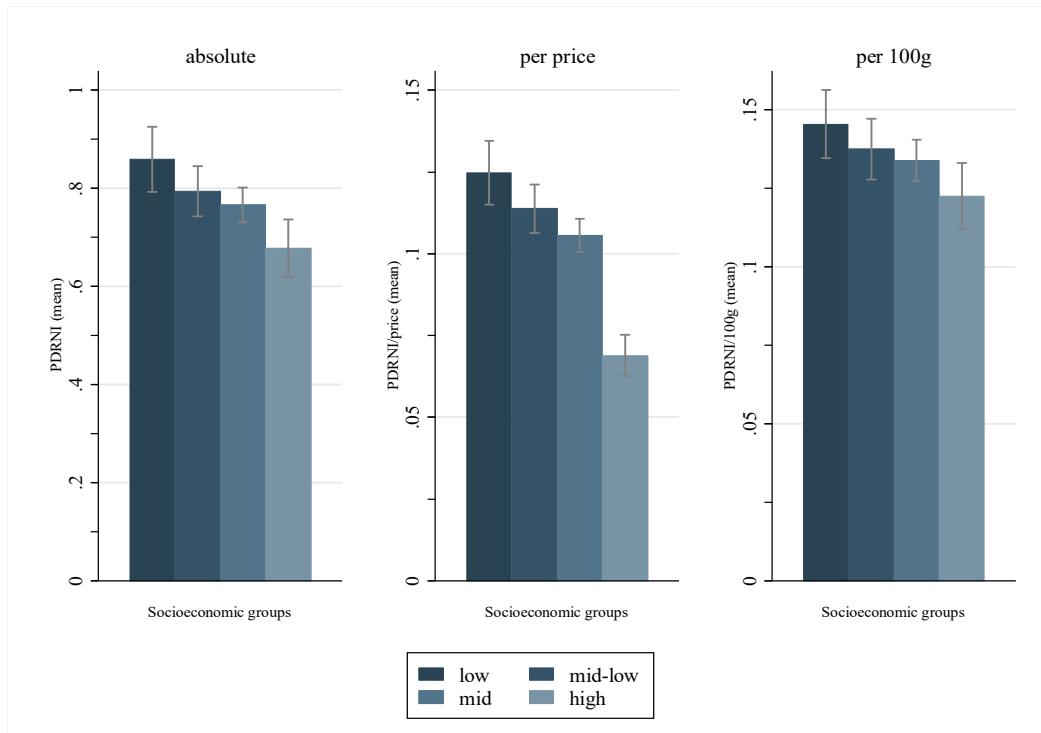 absolute
PDRNI (mean)
1
.8
.6
.4
.2
0
Socioeconomic groups
per price
PDRNI/price (mean)
.15
.1
.05
0
Socioeconomic groups
per 100g
PDRNI/100g (mean)
.15
.1
.05
0
Socioeconomic groups
low mid-low
mid high